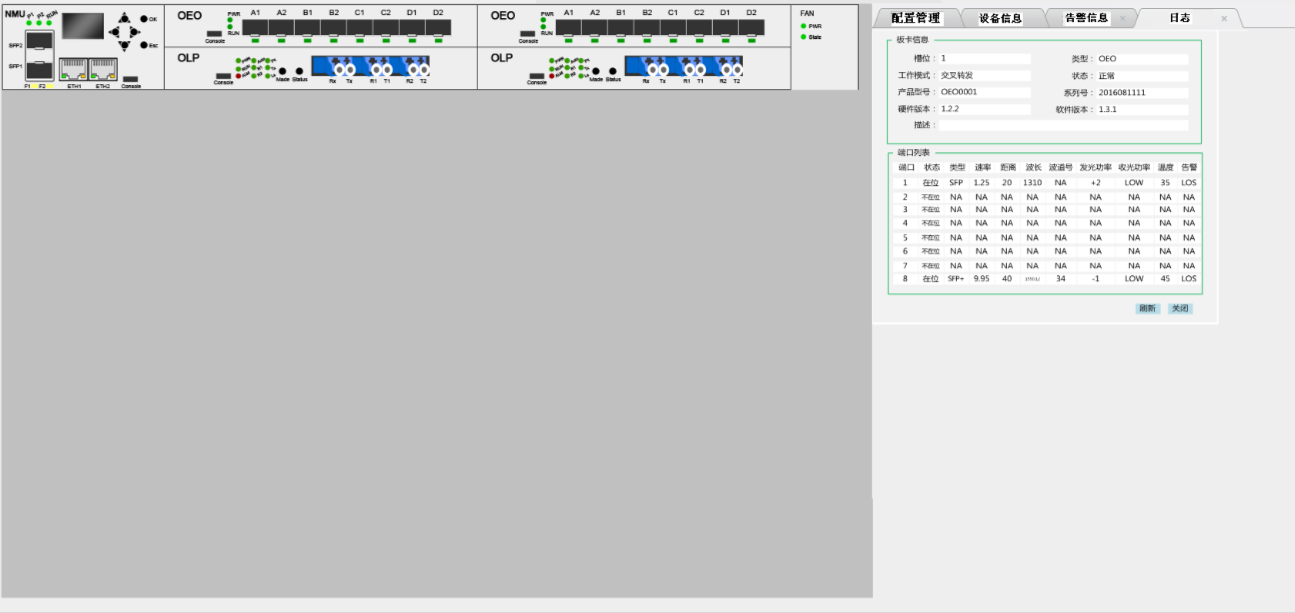 NMU P1 P2 RUN OK
SFP2 Esc
SFP1
F1 F2 ETH1 ETH2 Console
OEO PWR A1 A2 B1 B2 C1 C2 D1 D2
RUN
Console
OLP
Mode Status Rx Tx R1 T1 R2 T2
Console
OEO PWR A1 A2 B1 B2 C1 C2 D1 D2
RUN
Console
OLP
Mode Status Rx Tx R1 T1 R2 T2
Console
FAN
PWR
State
配置管理 设备信息 告警信息 × 日志 ×
板卡信息
槽位： 1 类型： OEO
工作模式： 交叉转发 状态： 正常
产品型号： OEO0001 系列号： 2016081111
硬件版本： 1.2.2 软件版本： 1.3.1
描述：
端口列表
端口 状态 类型 速率 距离 波长 波道号 发光功率 收光功率 温度 告警
1 在位 SFP 1.25 20 1310 NA +2 LOW 35 LOS
2 不在位 NA NA NA NA NA NA NA NA NA
3 不在位 NA NA NA NA NA NA NA NA NA
4 不在位 NA NA NA NA NA NA NA NA NA
5 不在位 NA NA NA NA NA NA NA NA NA
6 不在位 NA NA NA NA NA NA NA NA NA
7 不在位 NA NA NA NA NA NA NA NA NA
8 在位 SFP+ 9.95 40 34 -1 LOW 45 LOS
刷新 关闭